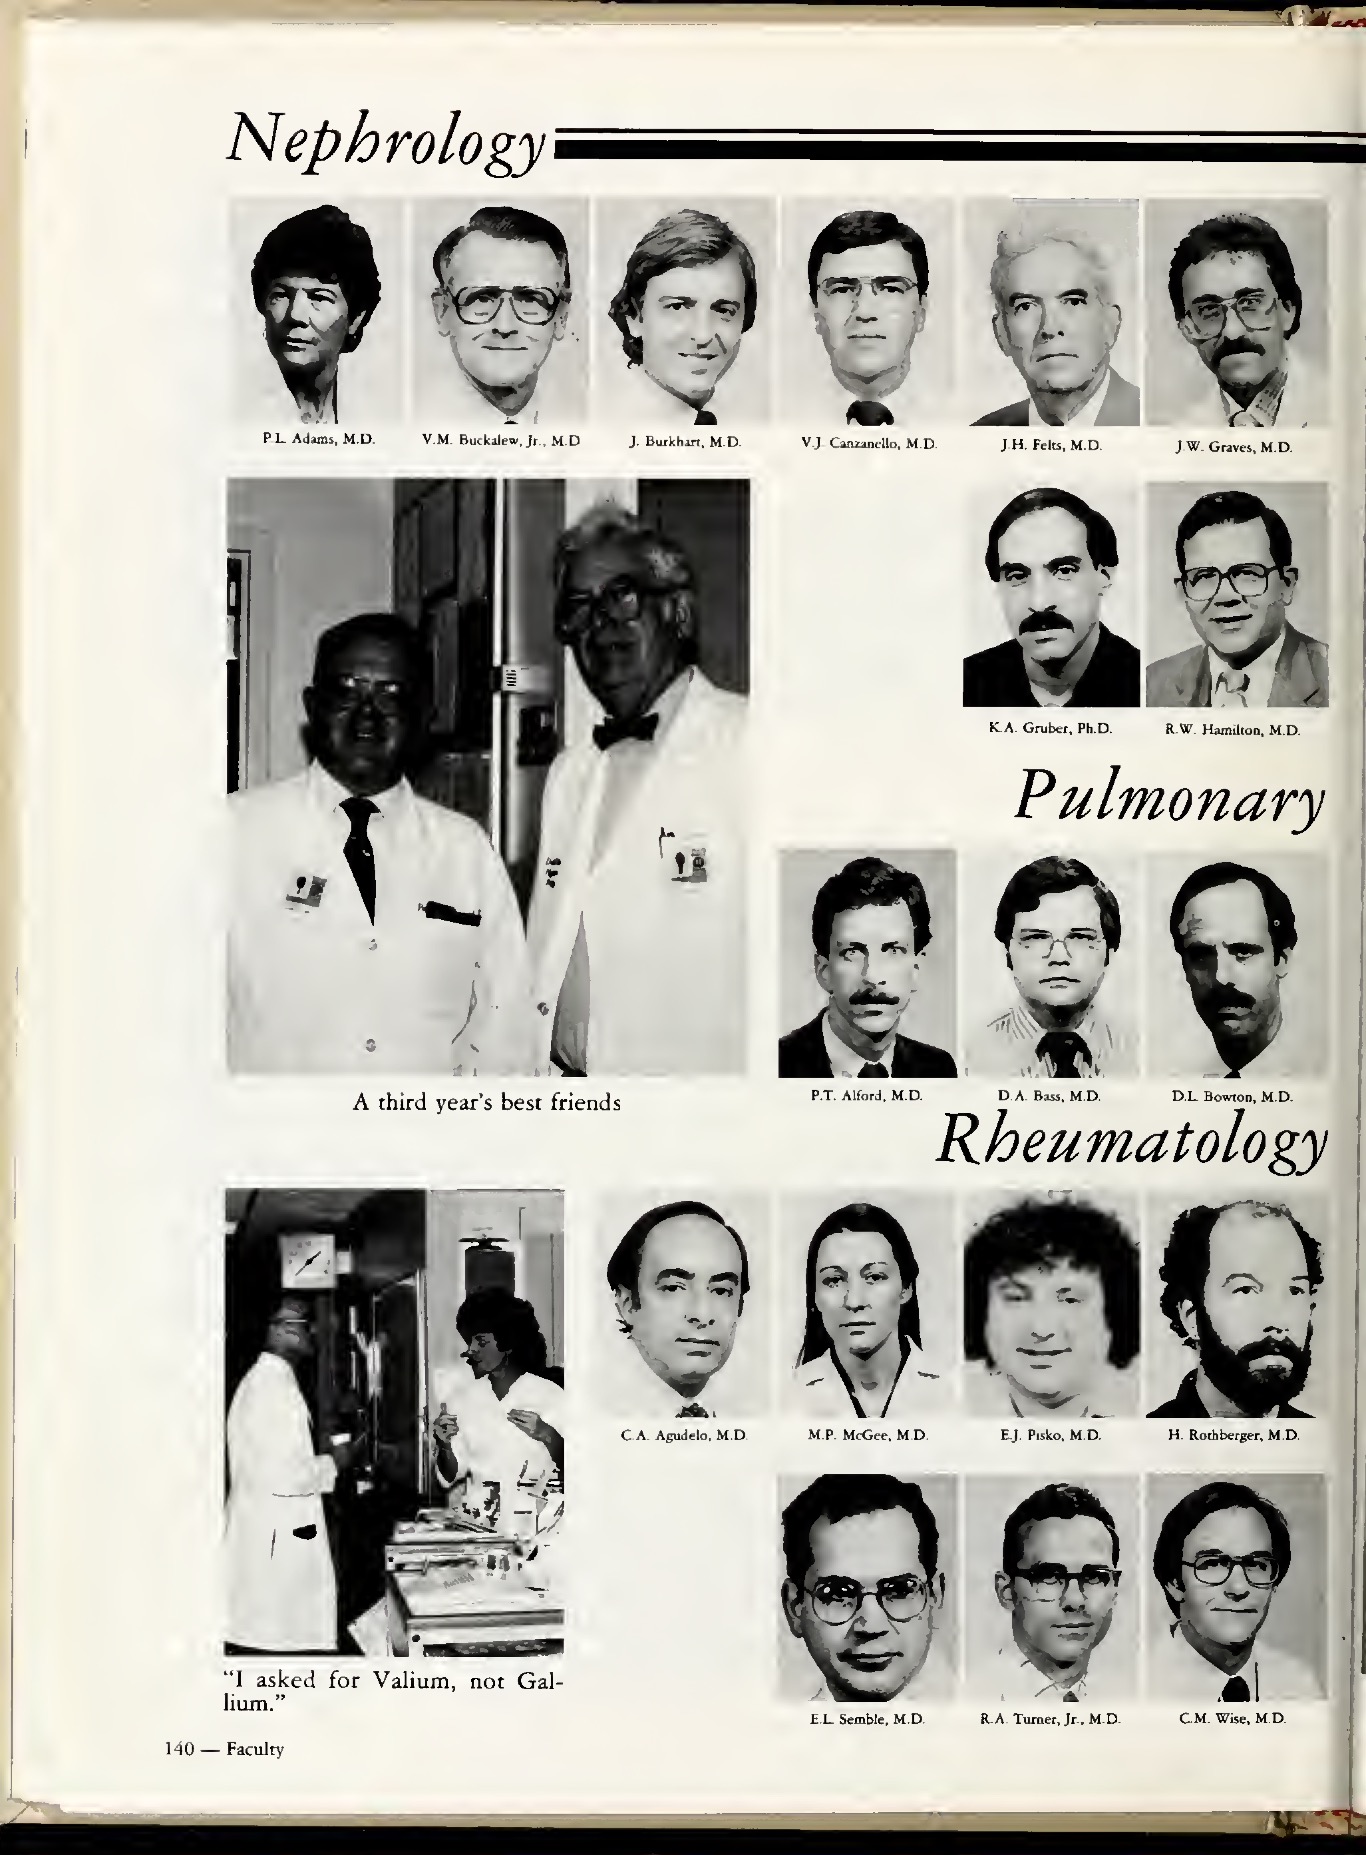 Nephrology
P.L. Adams, M.D.
V.M. Buckalew, Jr., M.D
J. Burkhart, M.D.
V.J. Canzanello, M.D.
J.H. Felts, M.D.
J.W. Graves, M.D.
K.A. Gruber, Ph.D.
R.W. Hamilton, M.D.
Pulmonary
P.T. Alford, M.D.
D.A. Bass, M.D.
D.L. Bowton, M.D.
A third year's best friends
Rheumatology
C.A. Agudelo, M.D.
M.P. McGee, M.D.
E.J. Pisko, M.D.
H. Rothberger, M.D.
E.L. Semble, M.D.
R.A. Turner, Jr., M.D.
C.M. Wise, M.D.
“I asked for Valium, not Gal-
lium.”
140 — Faculty